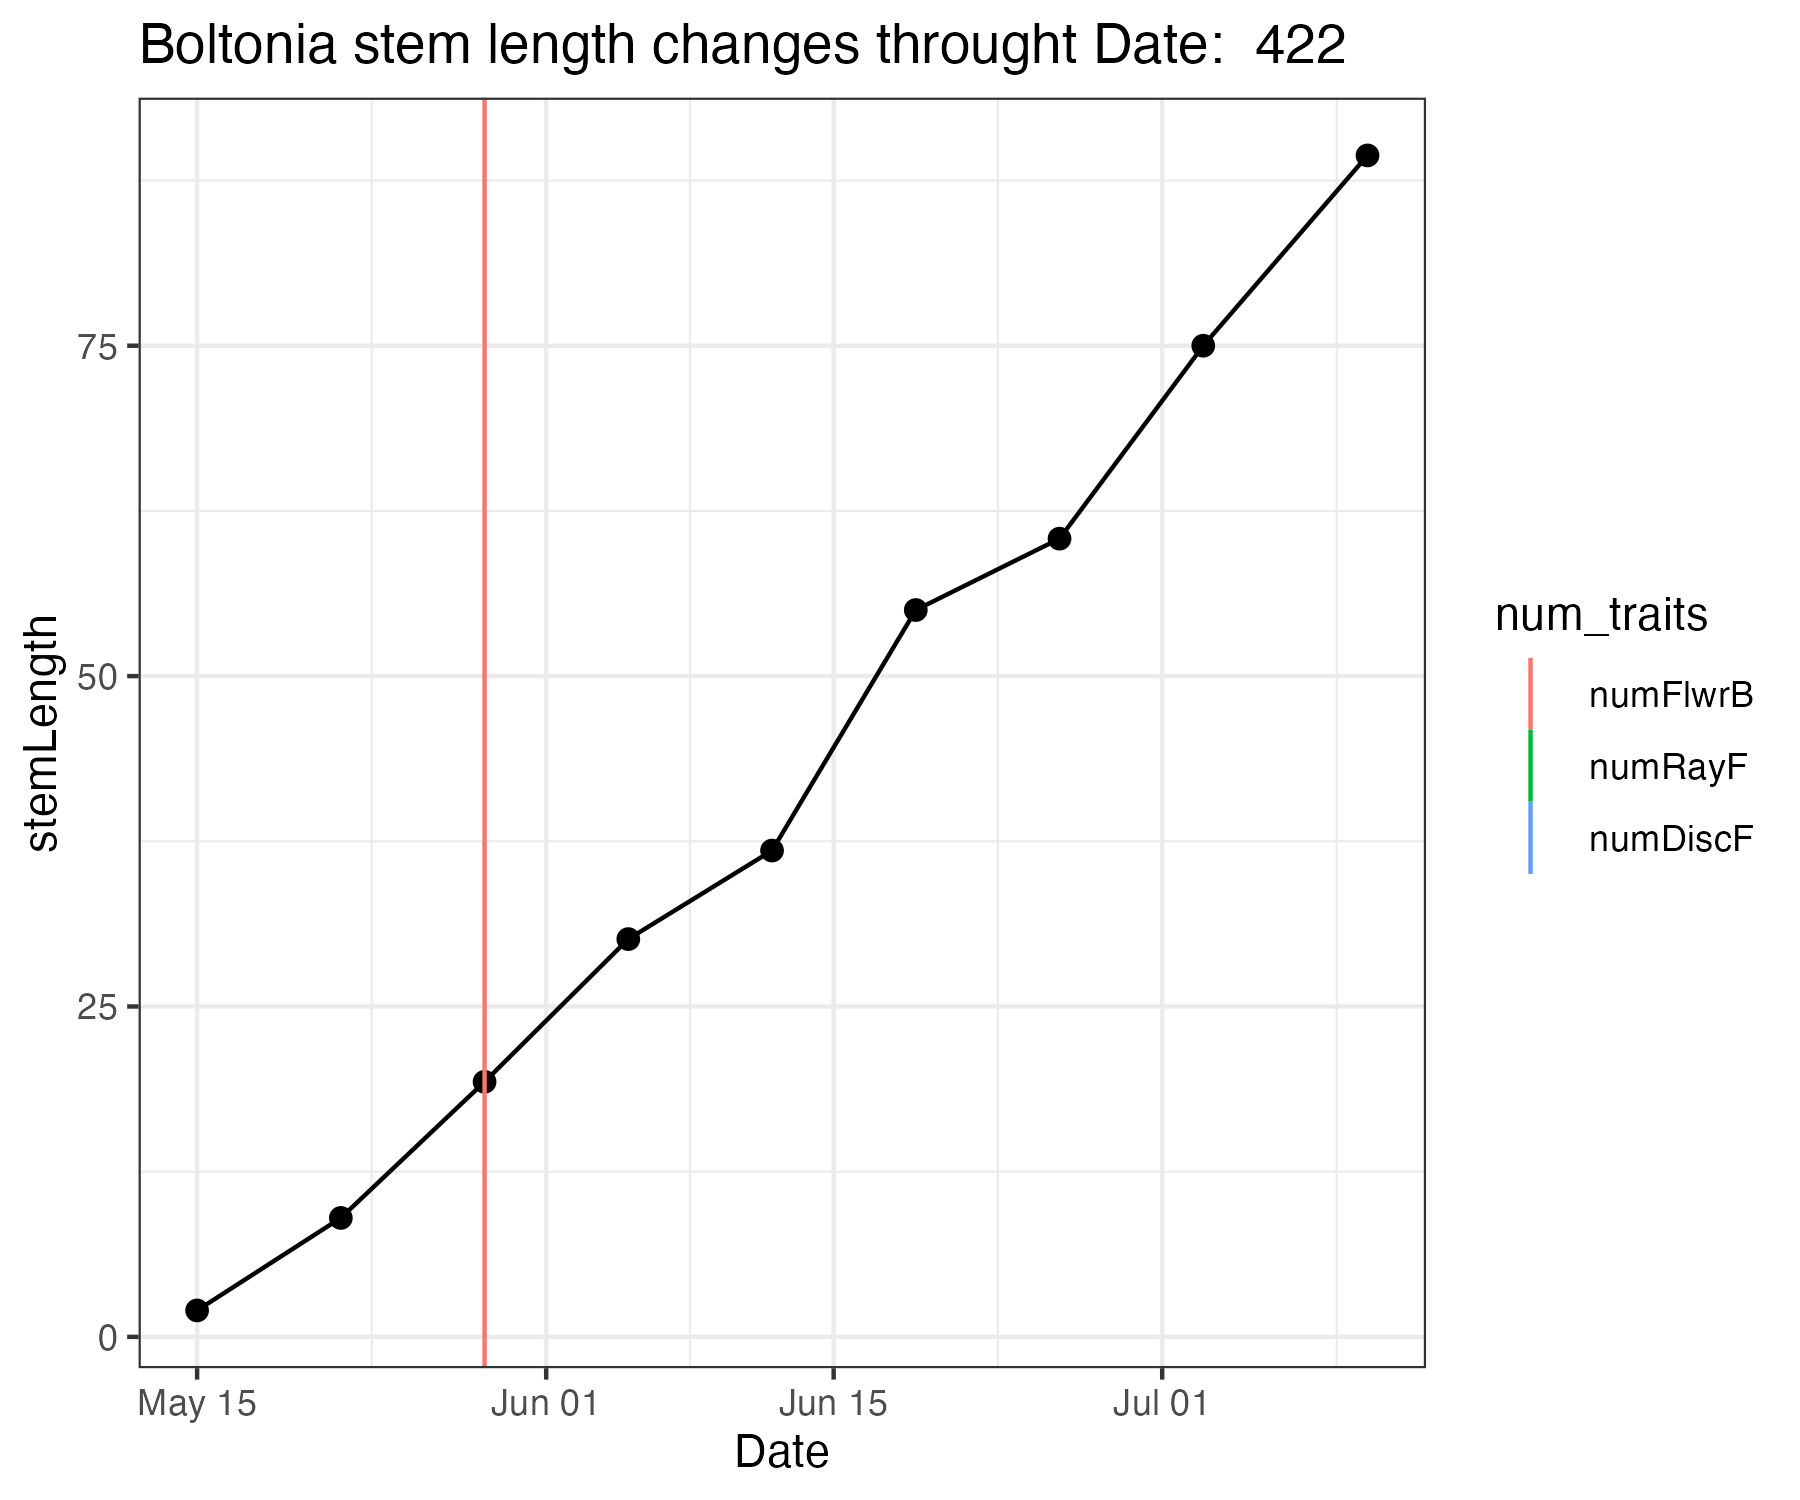 Boltonia stem length changes throught Date:  422
stemLength
75
50
25
0
May 15
Jun 01
Jun 15
Jul 01
Date
num_traits
numFlwrB
numRayF
numDiscF